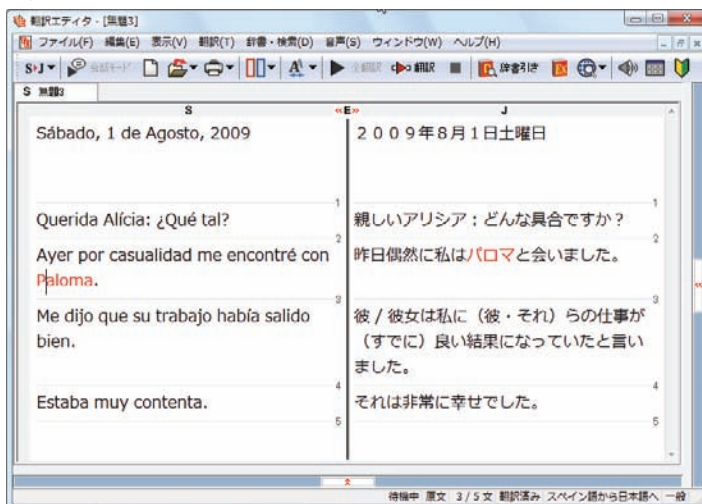 翻訳エディタ - [無題3]
ファイル(F) 編集(E) 表示(V) 翻訳(T) 辞書・検索(D) 音声(S) ウィンドウ(W) ヘルプ(H)
S›J 全翻訳 翻訳 辞書引き
S 無題3
S «E» J
Sábado, 1 de Agosto, 2009
２００９年８月１日土曜日
1
1
Querida Alícia: ¿Qué tal?
親しいアリシア：どんな具合ですか？
2
2
Ayer por casualidad me encontré con
Paloma.
昨日偶然に私はパロマと会いました。
3
3
Me dijo que su trabajo había salido
bien.
彼 / 彼女は私に（彼・それ）らの仕事が
（すでに）良い結果になっていたと言い
ました。
4
4
Estaba muy contenta.
それは非常に幸せでした。
5
5
待機中 原文 3 / 5 文 翻訳済み スペイン語から日本語へ 一般